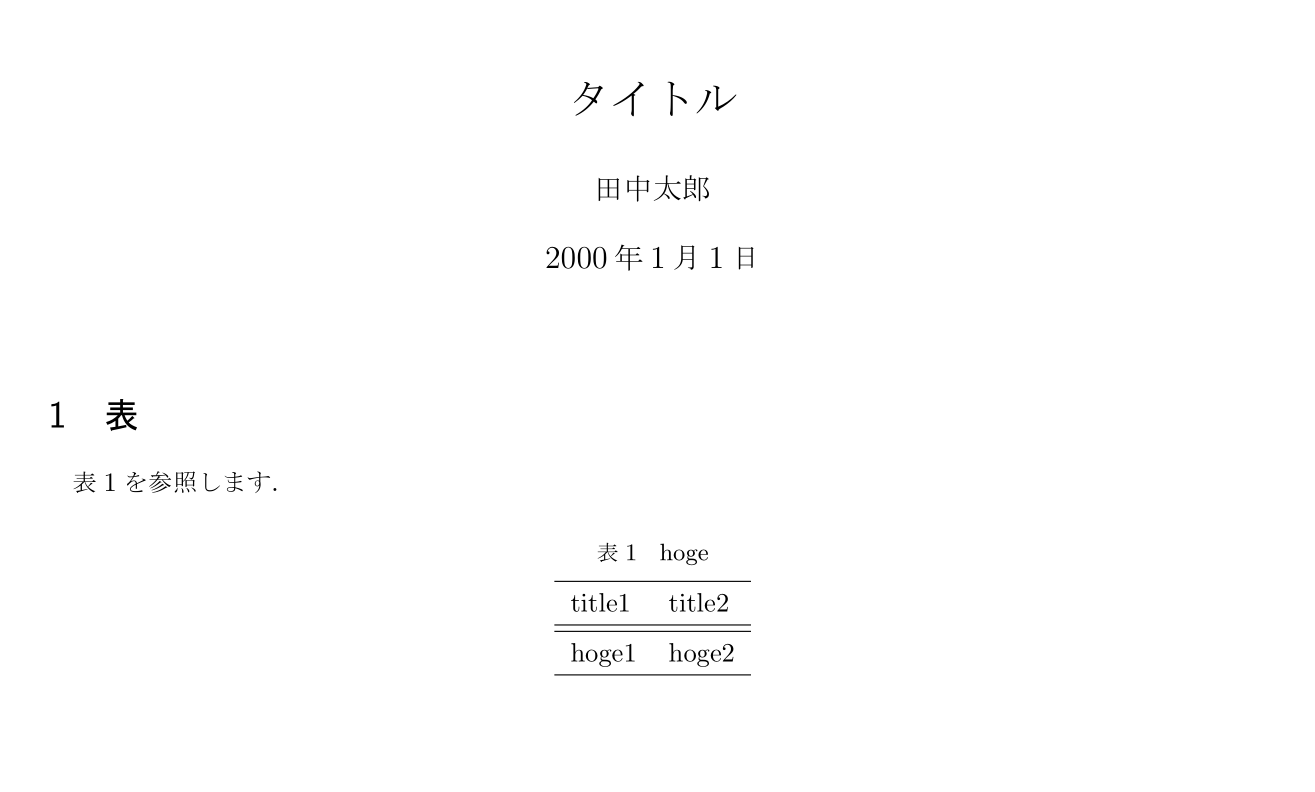 タイトル
田中太郎
2000 年 1 月 1 日
1 表
表 1 を参照します.
表 1 hoge
title1 title2
hoge1 hoge2